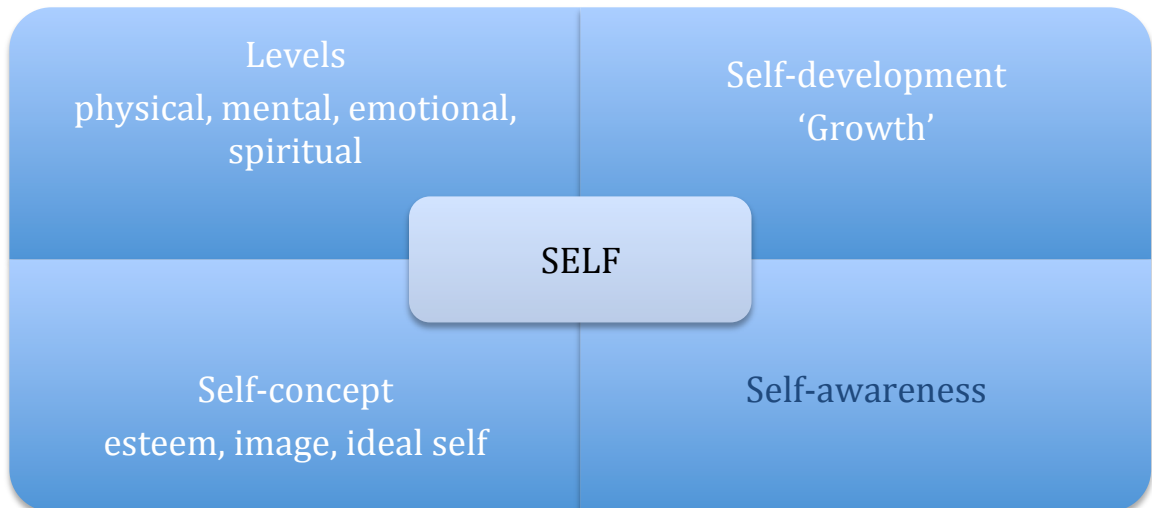 Levels
physical, mental, emotional,
spiritual
Self-development
‘Growth’
SELF
Self-concept
esteem, image, ideal self
Self-awareness